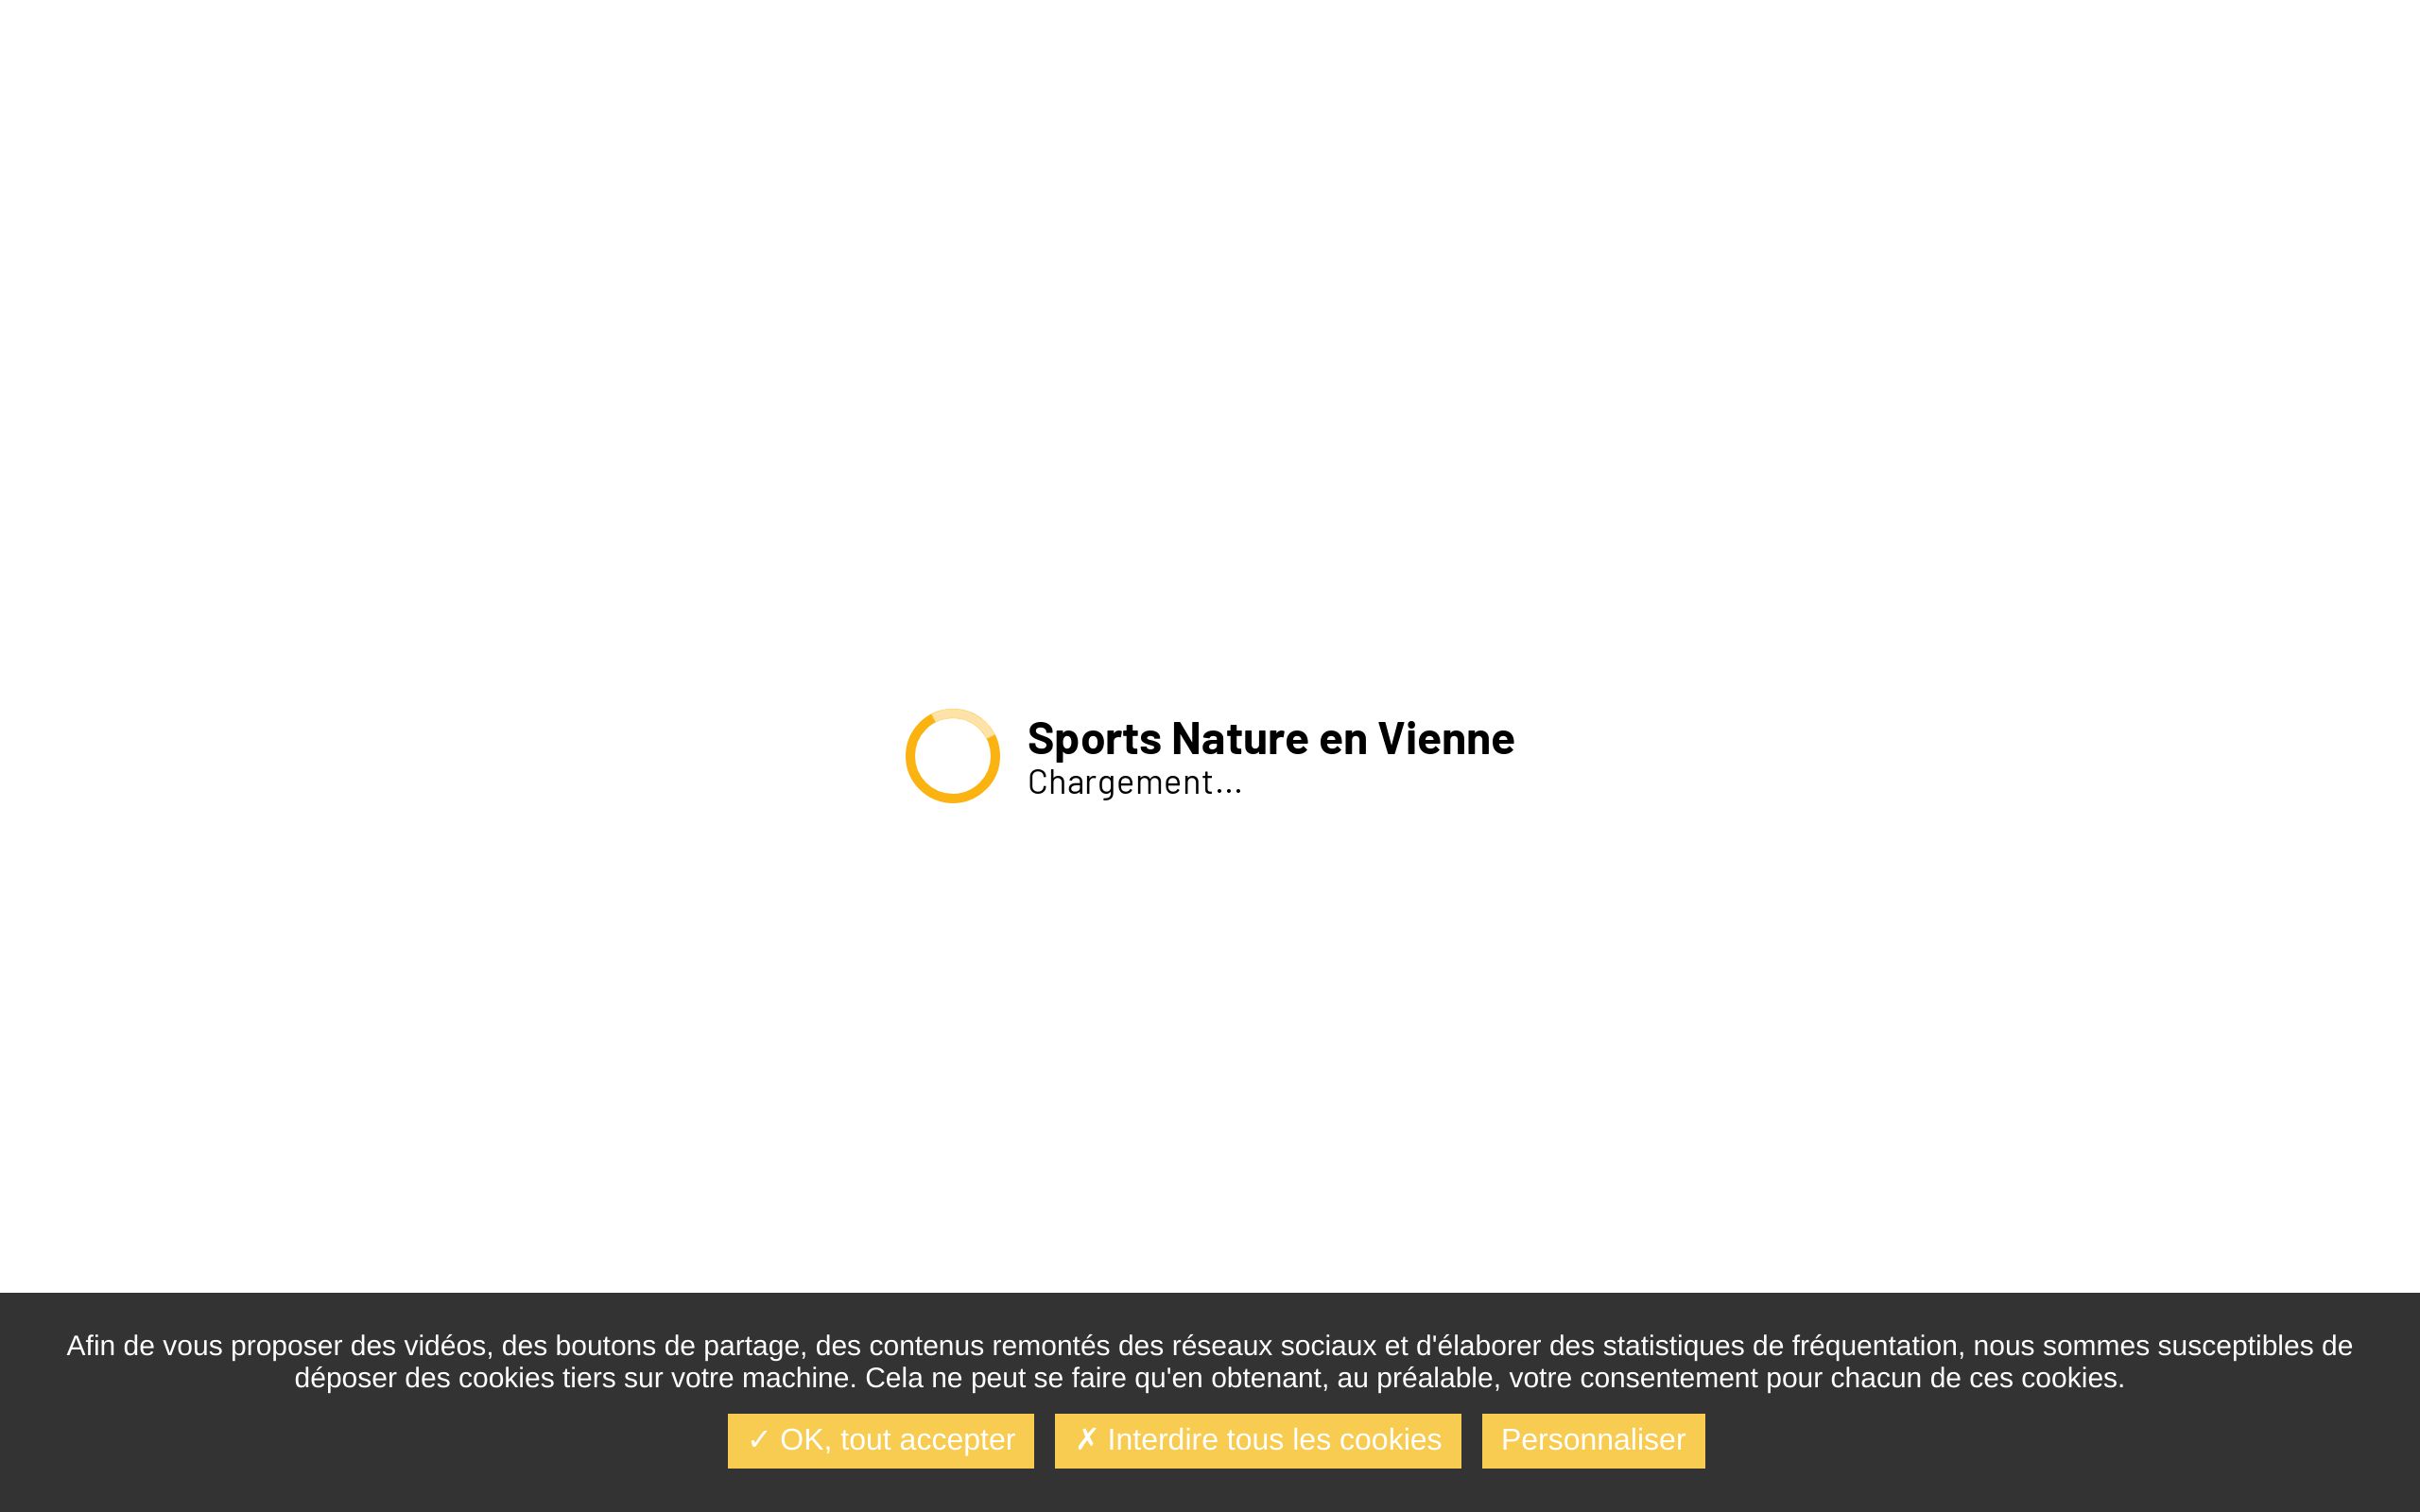 Sports Nature en Vienne
Chargement...
Afin de vous proposer des vidéos, des boutons de partage, des contenus remontés des réseaux sociaux et d'élaborer des statistiques de fréquentation, nous sommes susceptibles de
déposer des cookies tiers sur votre machine. Cela ne peut se faire qu'en obtenant, au préalable, votre consentement pour chacun de ces cookies.
✓ OK, tout accepter ✗ Interdire tous les cookies Personnaliser